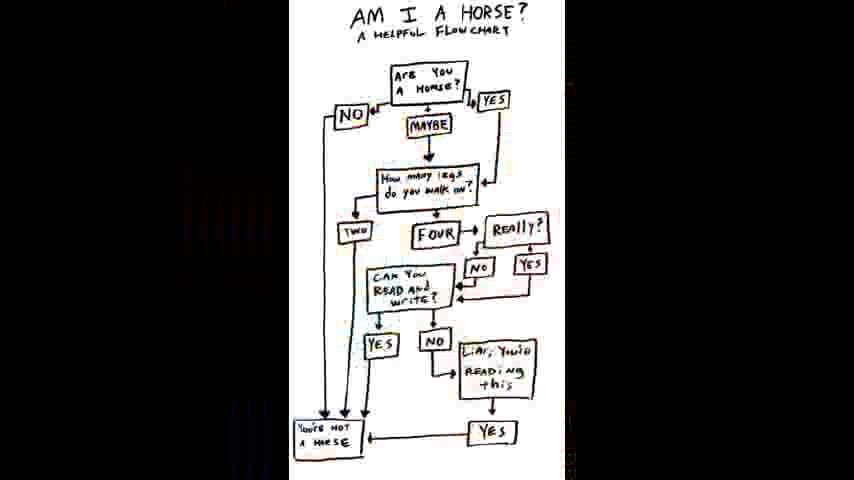 AM I A HORSE?
A HELPFUL FLOWCHART
ARE YOU
A HORSE?
NO
YES
MAYBE
HOW MANY LEGS
DO YOU WALK ON?
TWO
FOUR
REALLY?
NO
YES
CAN YOU
READ AND
WRITE?
YES
NO
LIAR, YOU'RE
READING
THIS
YOU'RE NOT
A HORSE
YES